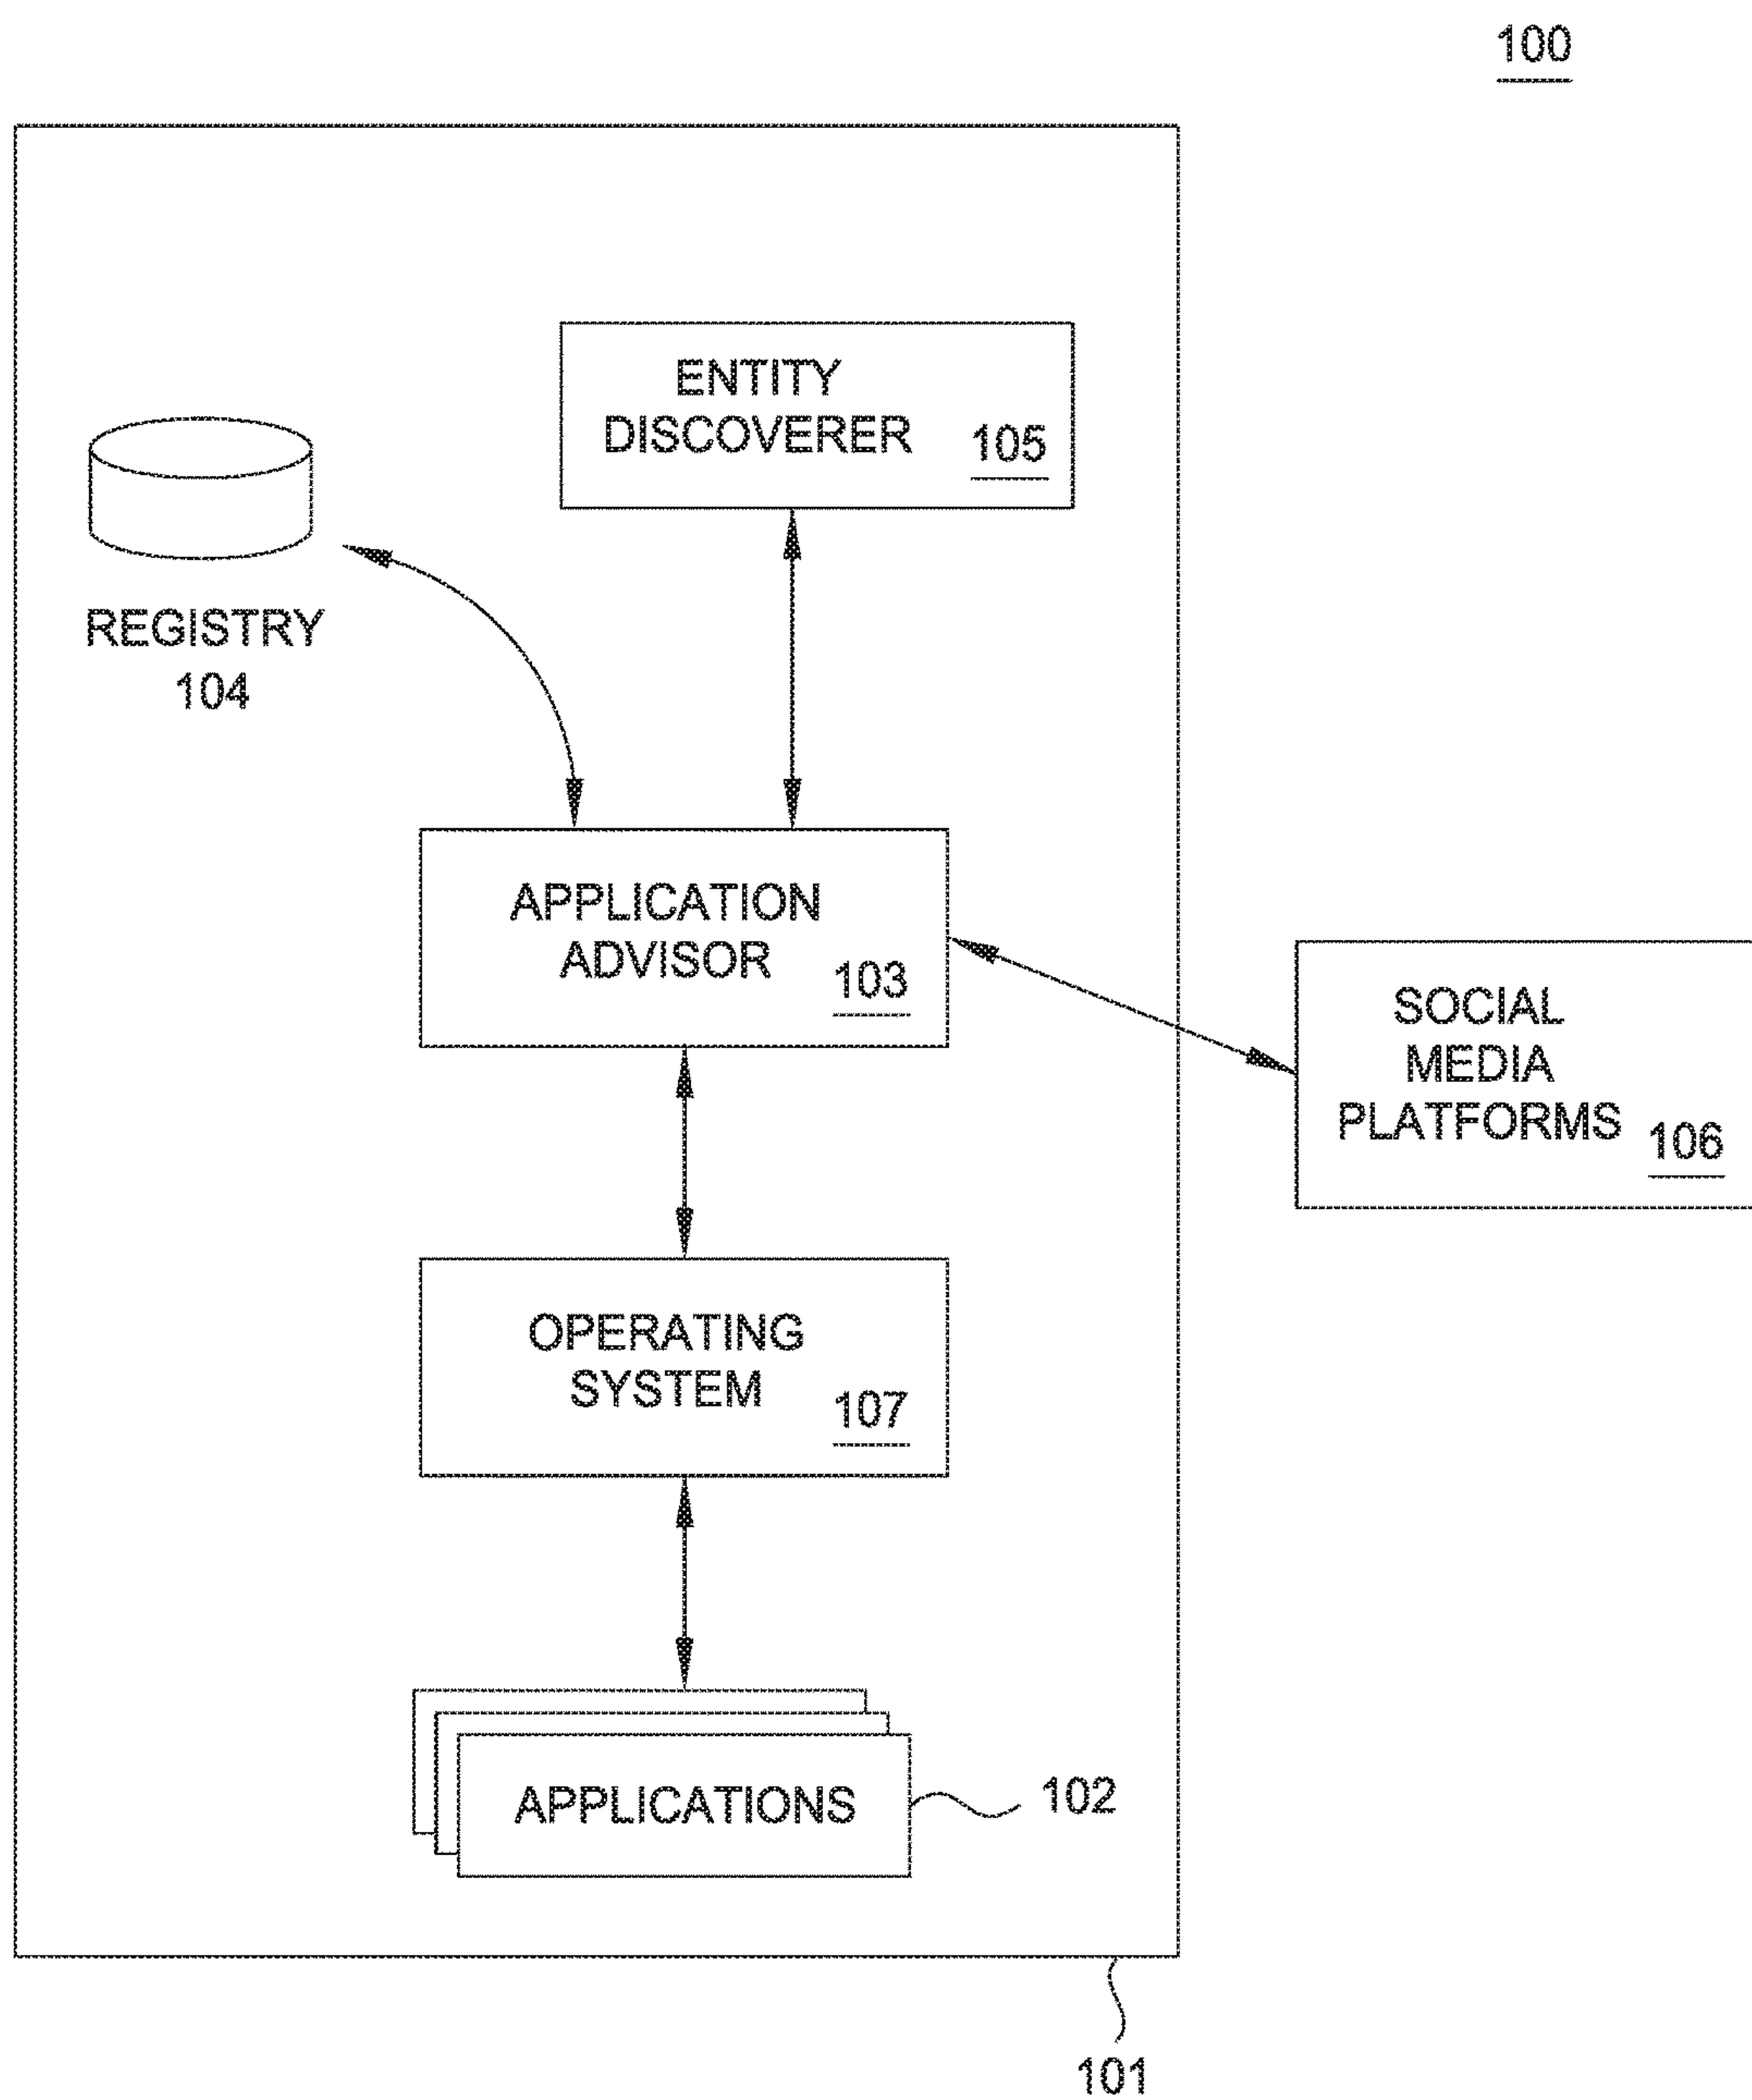 100
ENTITY
DISCOVERER 105
REGISTRY
104
APPLICATION
ADVISOR 103
SOCIAL
MEDIA
PLATFORMS 106
OPERATING
SYSTEM 107
APPLICATIONS
102
101